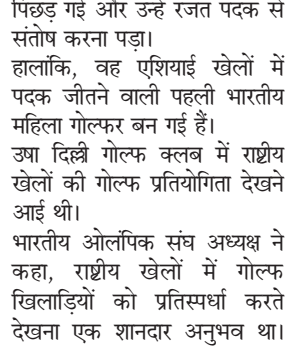 पिछड़ गई और उन्हें रजत पदक से
संतोष करना पड़ा।
हालांकि, वह एशियाई खेलों में
पदक जीतने वाली पहली भारतीय
महिला गोल्फर बन गई हैं।
उषा दिल्ली गोल्फ क्लब में राष्ट्रीय
खेलों की गोल्फ प्रतियोगिता देखने
आई थी।
भारतीय ओलंपिक संघ अध्यक्ष ने
कहा, राष्ट्रीय खेलों में गोल्फ
खिलाड़ियों को प्रतिस्पर्धा करते
देखना एक शानदार अनुभव था।